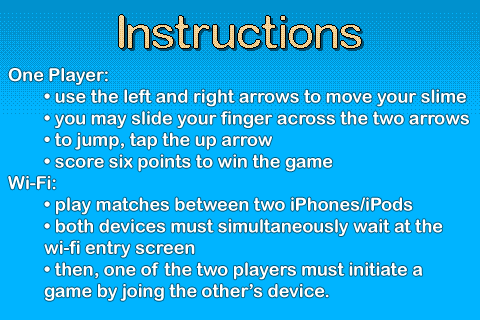 Instructions
One Player:
• use the left and right arrows to move your slime
• you may slide your finger across the two arrows
• to jump, tap the up arrow
• score six points to win the game
Wi-Fi:
• play matches between two iPhones/iPods
• both devices must simultaneously wait at the
wi-fi entry screen
• then, one of the two players must initiate a
game by joing the other's device.